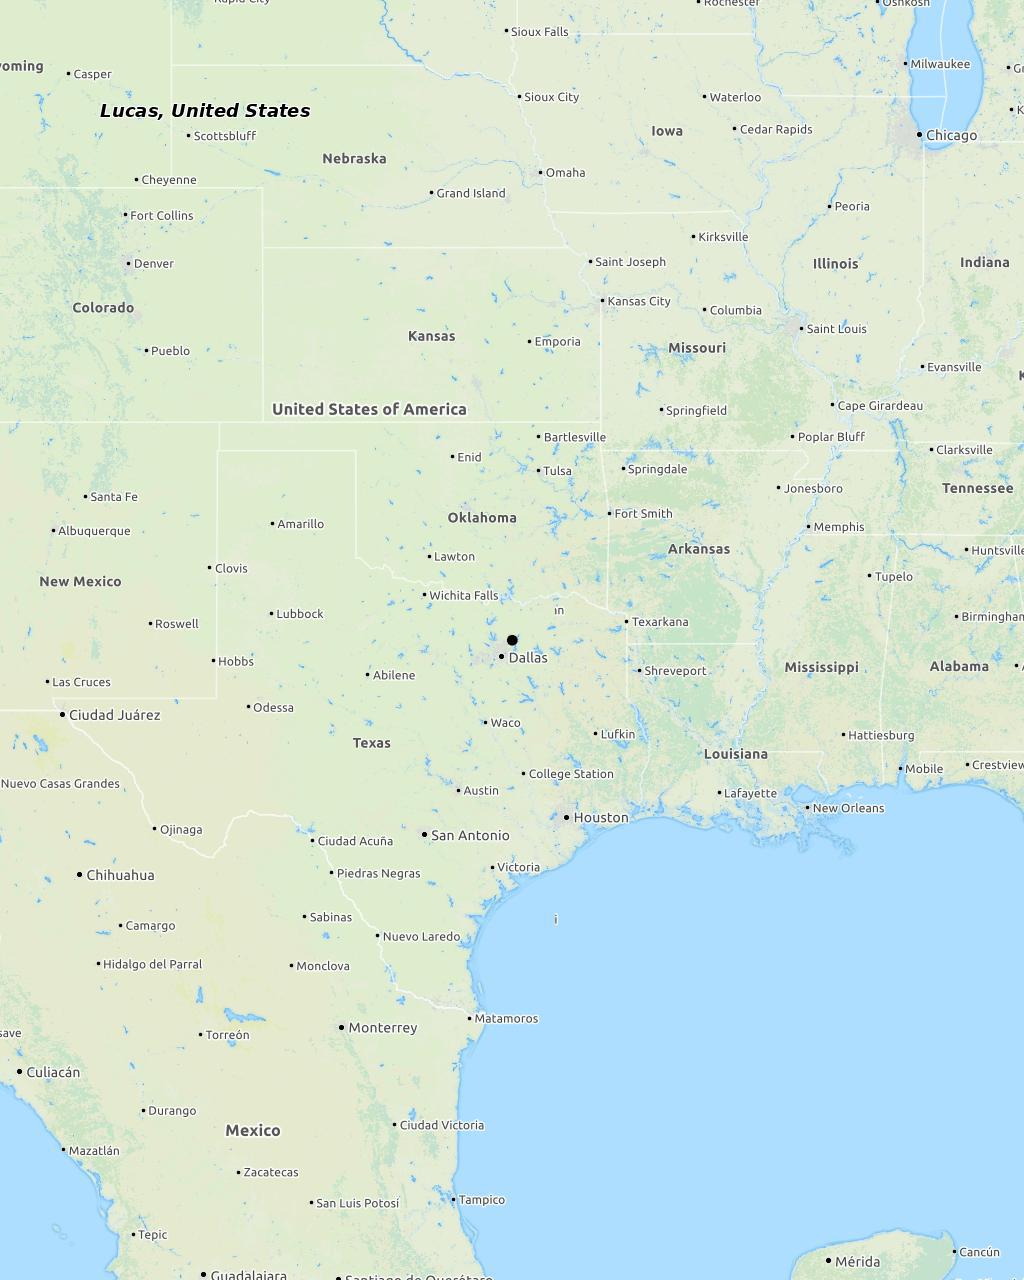 Rapid City
Rochester
Oshkosh
Sioux Falls
Milwaukee
yoming
Casper
Gr
Sioux City
Waterloo
K
Lucas, United States
Cedar Rapids
Iowa
Scottsbluff
Chicago
Nebraska
Omaha
Cheyenne
Grand Island
Peoria
Fort Collins
Kirksville
Denver
Saint Joseph
Illinois
Indiana
Kansas City
Colorado
Columbia
Saint Louis
Kansas
Emporia
Missouri
Pueblo
Evansville
K
United States of America
Springfield
Cape Girardeau
Bartlesville
Poplar Bluff
Enid
Clarksville
Tulsa
Springdale
Jonesboro
Tennessee
Santa Fe
Fort Smith
Oklahoma
Amarillo
Memphis
Albuquerque
Arkansas
Huntsville
Lawton
Clovis
New Mexico
Tupelo
Wichita Falls
an
Lubbock
Birmingham
Roswell
Texarkana
Dallas
Hobbs
Mississippi
Alabama
A
Shreveport
Abilene
Las Cruces
Odessa
Ciudad Juárez
Waco
Lufkin
Hattiesburg
Texas
Louisiana
Mobile
Crestview
College Station
Nuevo Casas Grandes
Austin
Lafayette
New Orleans
Houston
Ojinaga
San Antonio
Ciudad Acuña
Victoria
Piedras Negras
Chihuahua
Sabinas
i
Camargo
Nuevo Laredo
Hidalgo del Parral
Monclova
Matamoros
Monterrey
save
Torreón
Culiacán
Durango
Ciudad Victoria
Mexico
Mazatlán
Zacatecas
San Luis Potosí
Tampico
Tepic
Cancún
Mérida
Guadalajara
Santiago de Querétaro